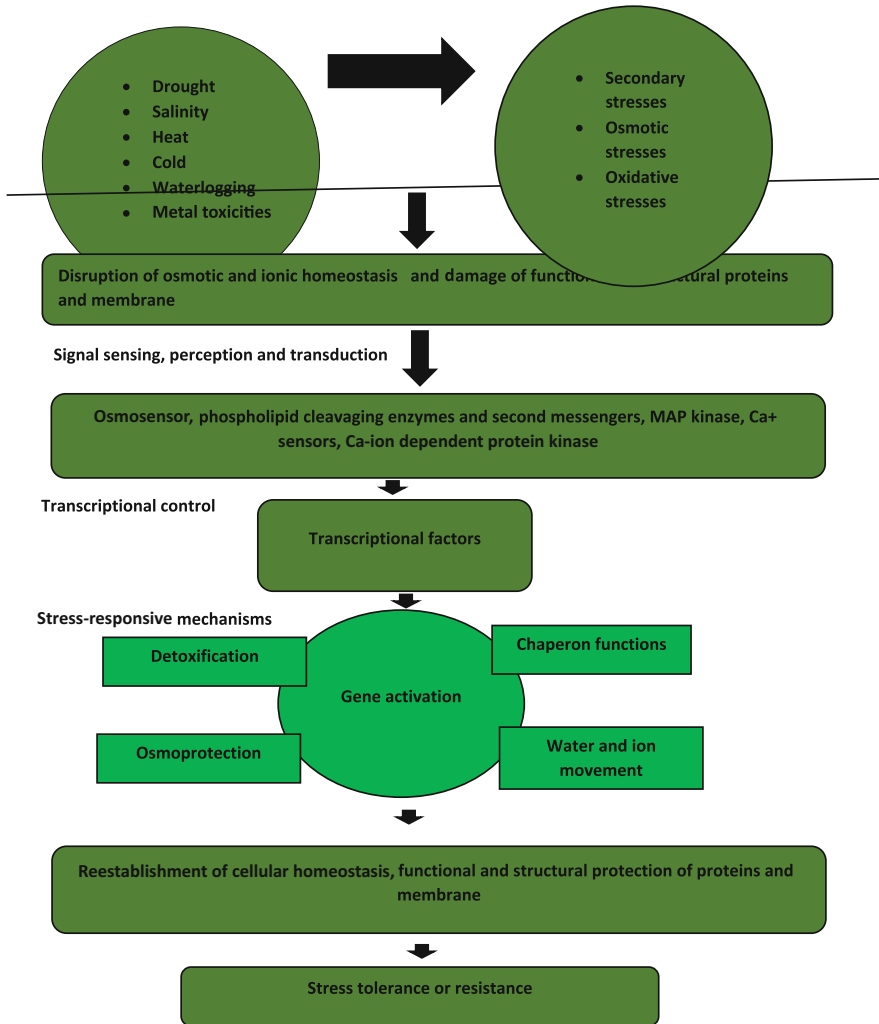 • Drought
• Salinity
• Heat
• Cold
• Waterlogging
• Metal toxicities
• Secondary
stresses
• Osmotic
stresses
• Oxidative
stresses
Disruption of osmotic and ionic homeostasis and damage of proteins
and membrane
Signal sensing, perception and transduction
Osmosensor, phospholipid cleavaging enzymes and second messengers, MAP kinase, Ca+
sensors, Ca-ion dependent protein kinase
Transcriptional control
Transcriptional factors
Stress-responsive mechanisms
Detoxification
Chaperon functions
Gene activation
Osmoprotection
Water and ion
movement
Reestablishment of cellular homeostasis, functional and structural protection of proteins and
membrane
Stress tolerance or resistance